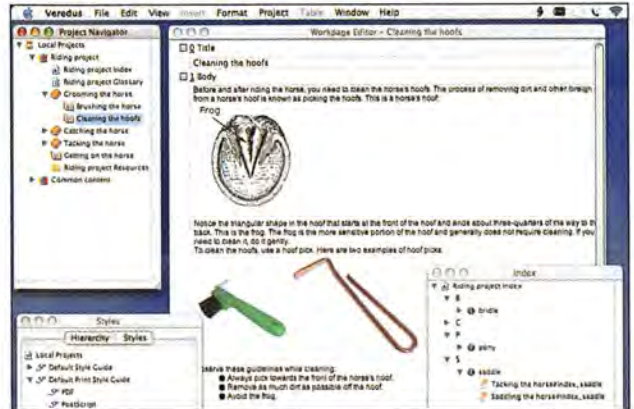 Veredus File Edit View Insert Format Project Table Window Help
Project Navigator
Local Projects
Riding project
Riding project Index
Riding project Glossary
Grooming the horse
Brushing the horse
Cleaning the hoofs
Catching the horse
Tacking the horse
Getting on the horse
Riding project Resources
Common content
Workpage Editor - Cleaning the hoofs
0 Title
Cleaning the hoofs
1 Body
Before and after riding the horse, you need to clean the horse's hoofs. The process of removing dirt and other foreign
from a horse's hoof is known as picking the hoofs. This is a horse's hoof:
Frog
Notice the triangular shape in the hoof that starts at the front of the hoof and ends about three-quarters of the way to th
back. This is the frog. The frog is the more sensitive portion of the hoof and generally does not require cleaning. If you
need to clean it, do it gently.
To clean the hoofs, use a hoof pick. Here are two examples of hoof picks.
serve these guidelines while cleaning:
Always pick towards the front of the horse's hoof.
Remove as much dirt as possible off the hoof.
Avoid the frog.
Styles
Hierarchy Styles
Local Projects
Default Style Guide
Default Print Style Guide
PDF
PostScript
Index
Riding project Index
B
bridle
C
P
pony
S
saddle
Tacking the horse#index_saddle
Saddling the horse#index_saddle